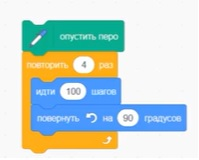 опустить перо
повторить 4 раз
идти 100 шагов
повернуть на 90 градусов